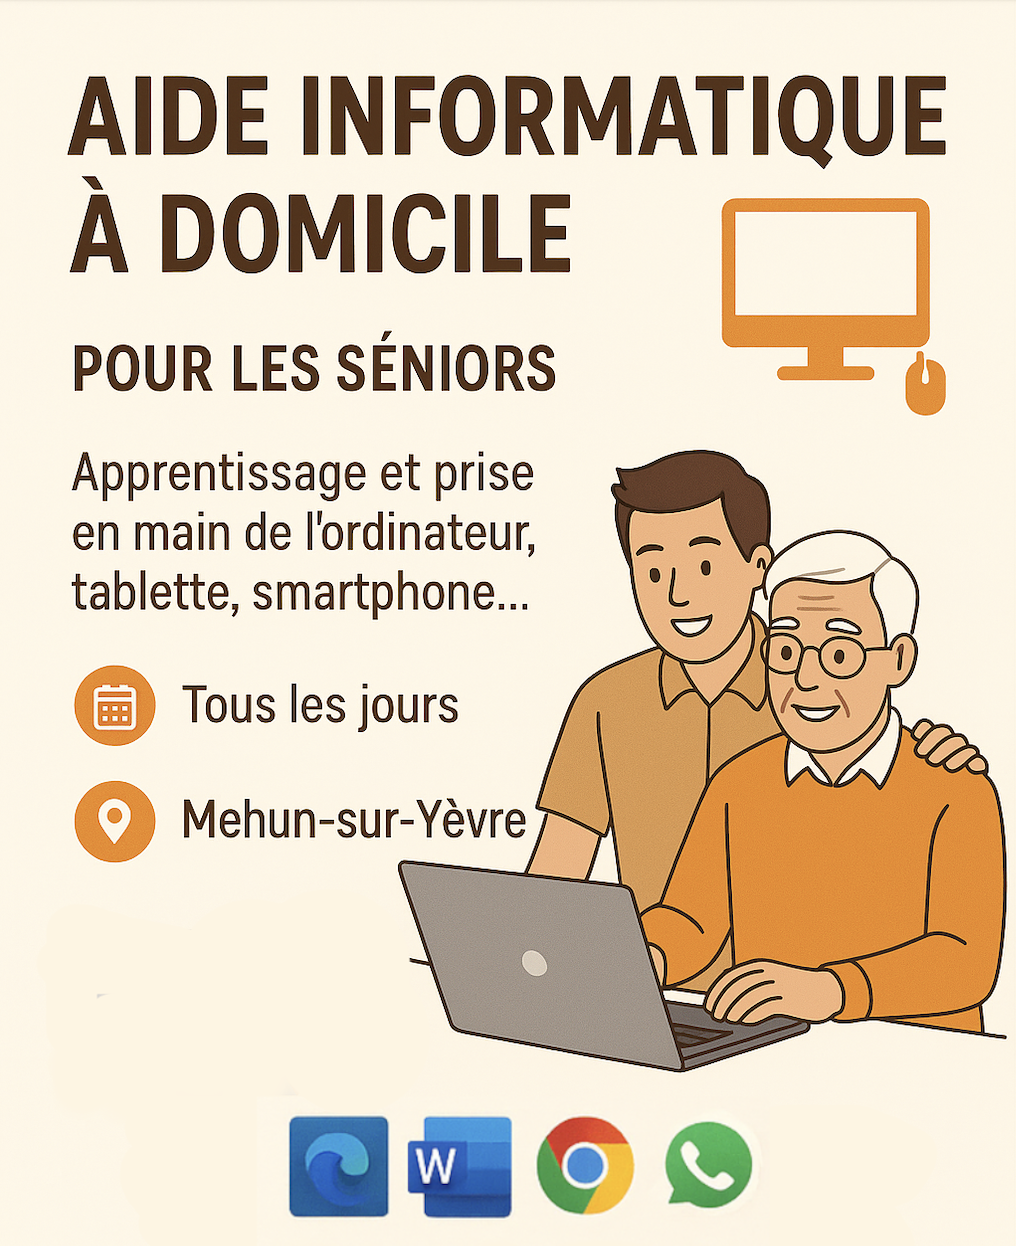 AIDE INFORMATIQUE
À DOMICILE
POUR LES SÉNIORS
Apprentissage et prise
en main de l'ordinateur,
tablette, smartphone...
Tous les jours
Mehun-sur-Yèvre
W